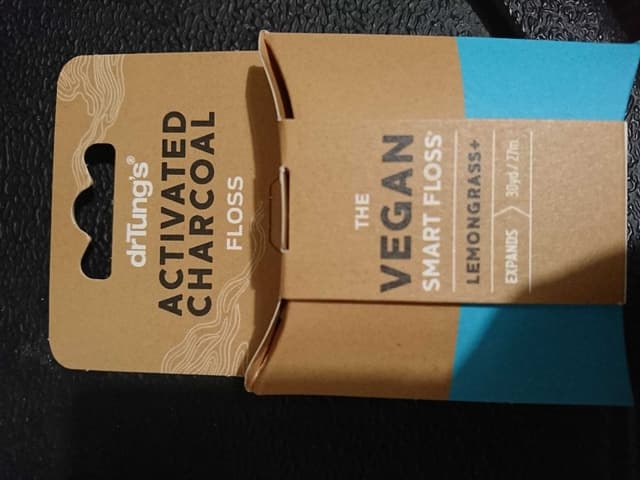 drTung's®
ACTIVATED
CHARCOAL
FLOSS
THE
VEGAN
SMART FLOSS®
LEMONGRASS+
EXPANDS 30yd / 27m